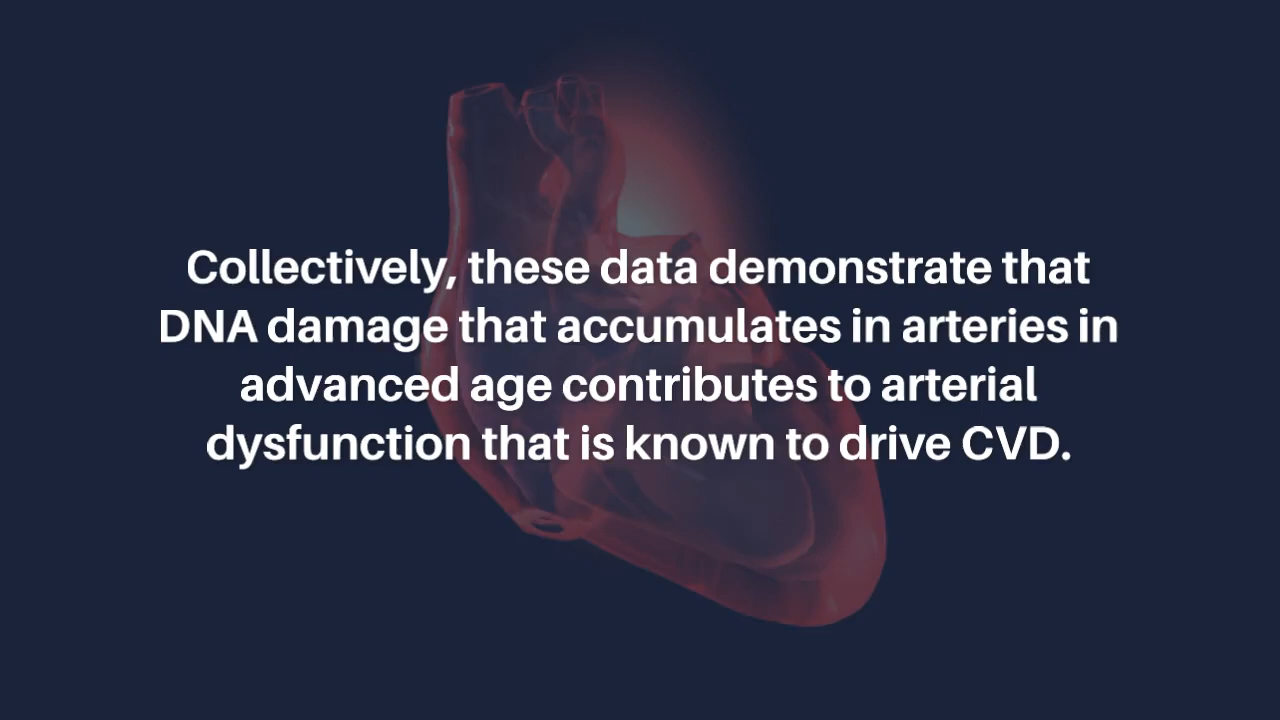 Collectively, these data demonstrate that
DNA damage that accumulates in arteries in
advanced age contributes to arterial
dysfunction that is known to drive CVD.